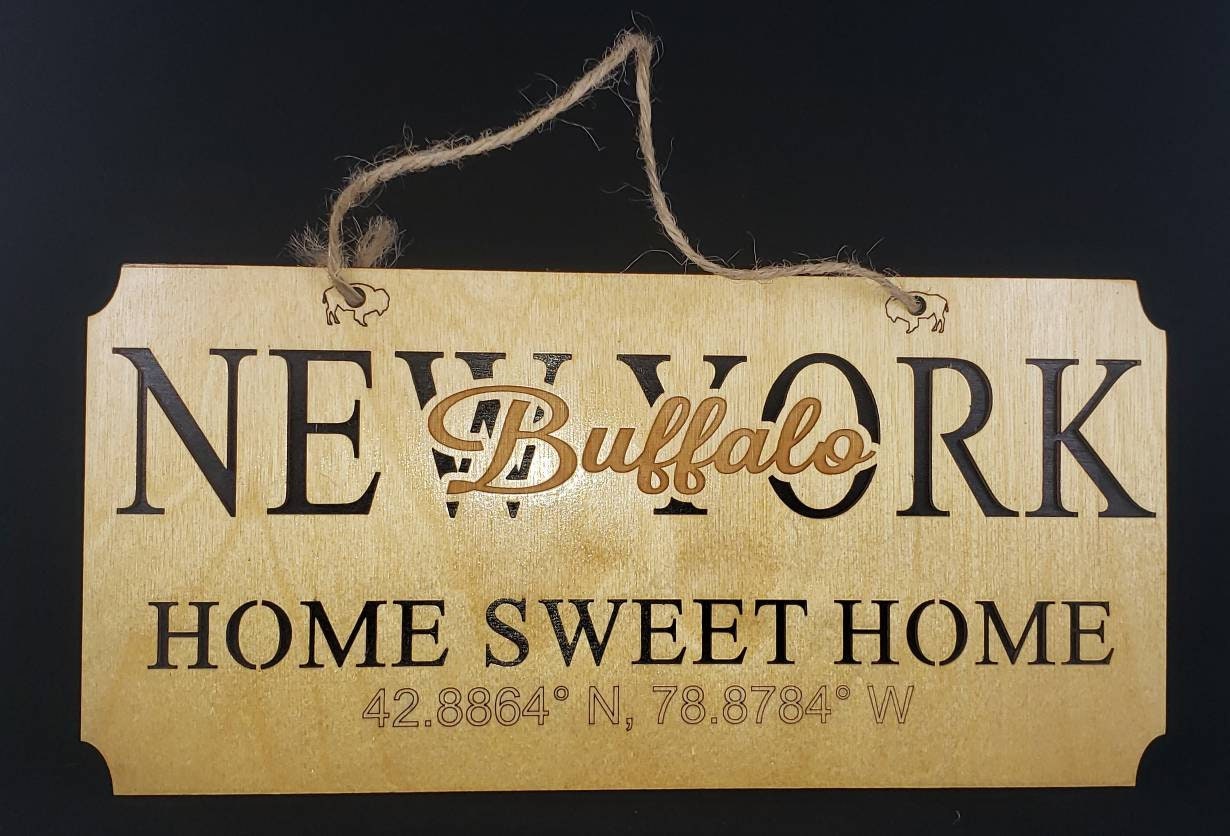 NEW YORK
Buffalo
HOME SWEET HOME
42.8864° N, 78.8784° W